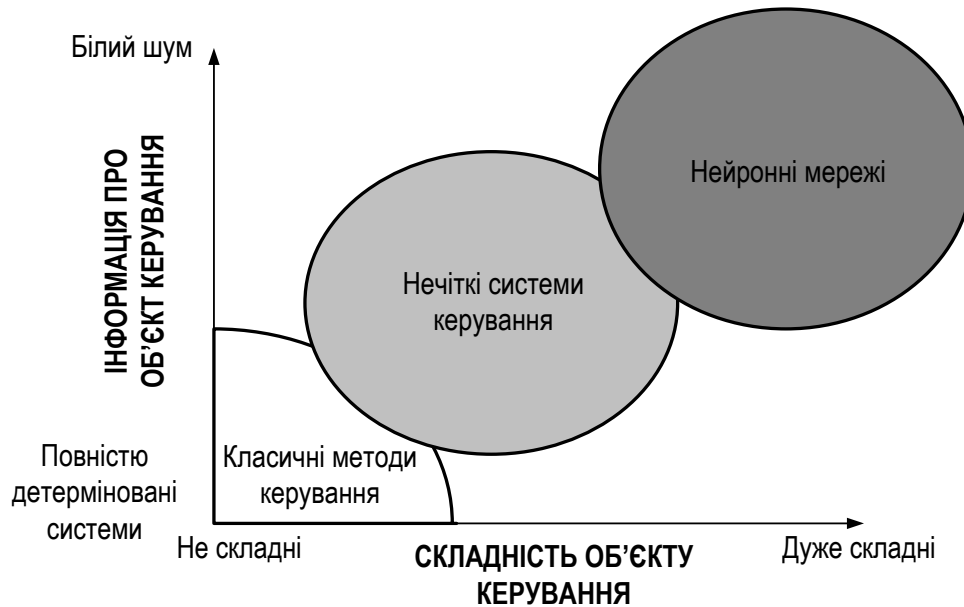 Білий шум
ІНФОРМАЦІЯ ПРО
ОБ’ЄКТ КЕРУВАННЯ
Нейронні мережі
Нечіткі системи
керування
Класичні методи
керування
Повністю
детерміновані
системи
Не складні
СКЛАДНІСТЬ ОБ’ЄКТУ
КЕРУВАННЯ
Дуже складні